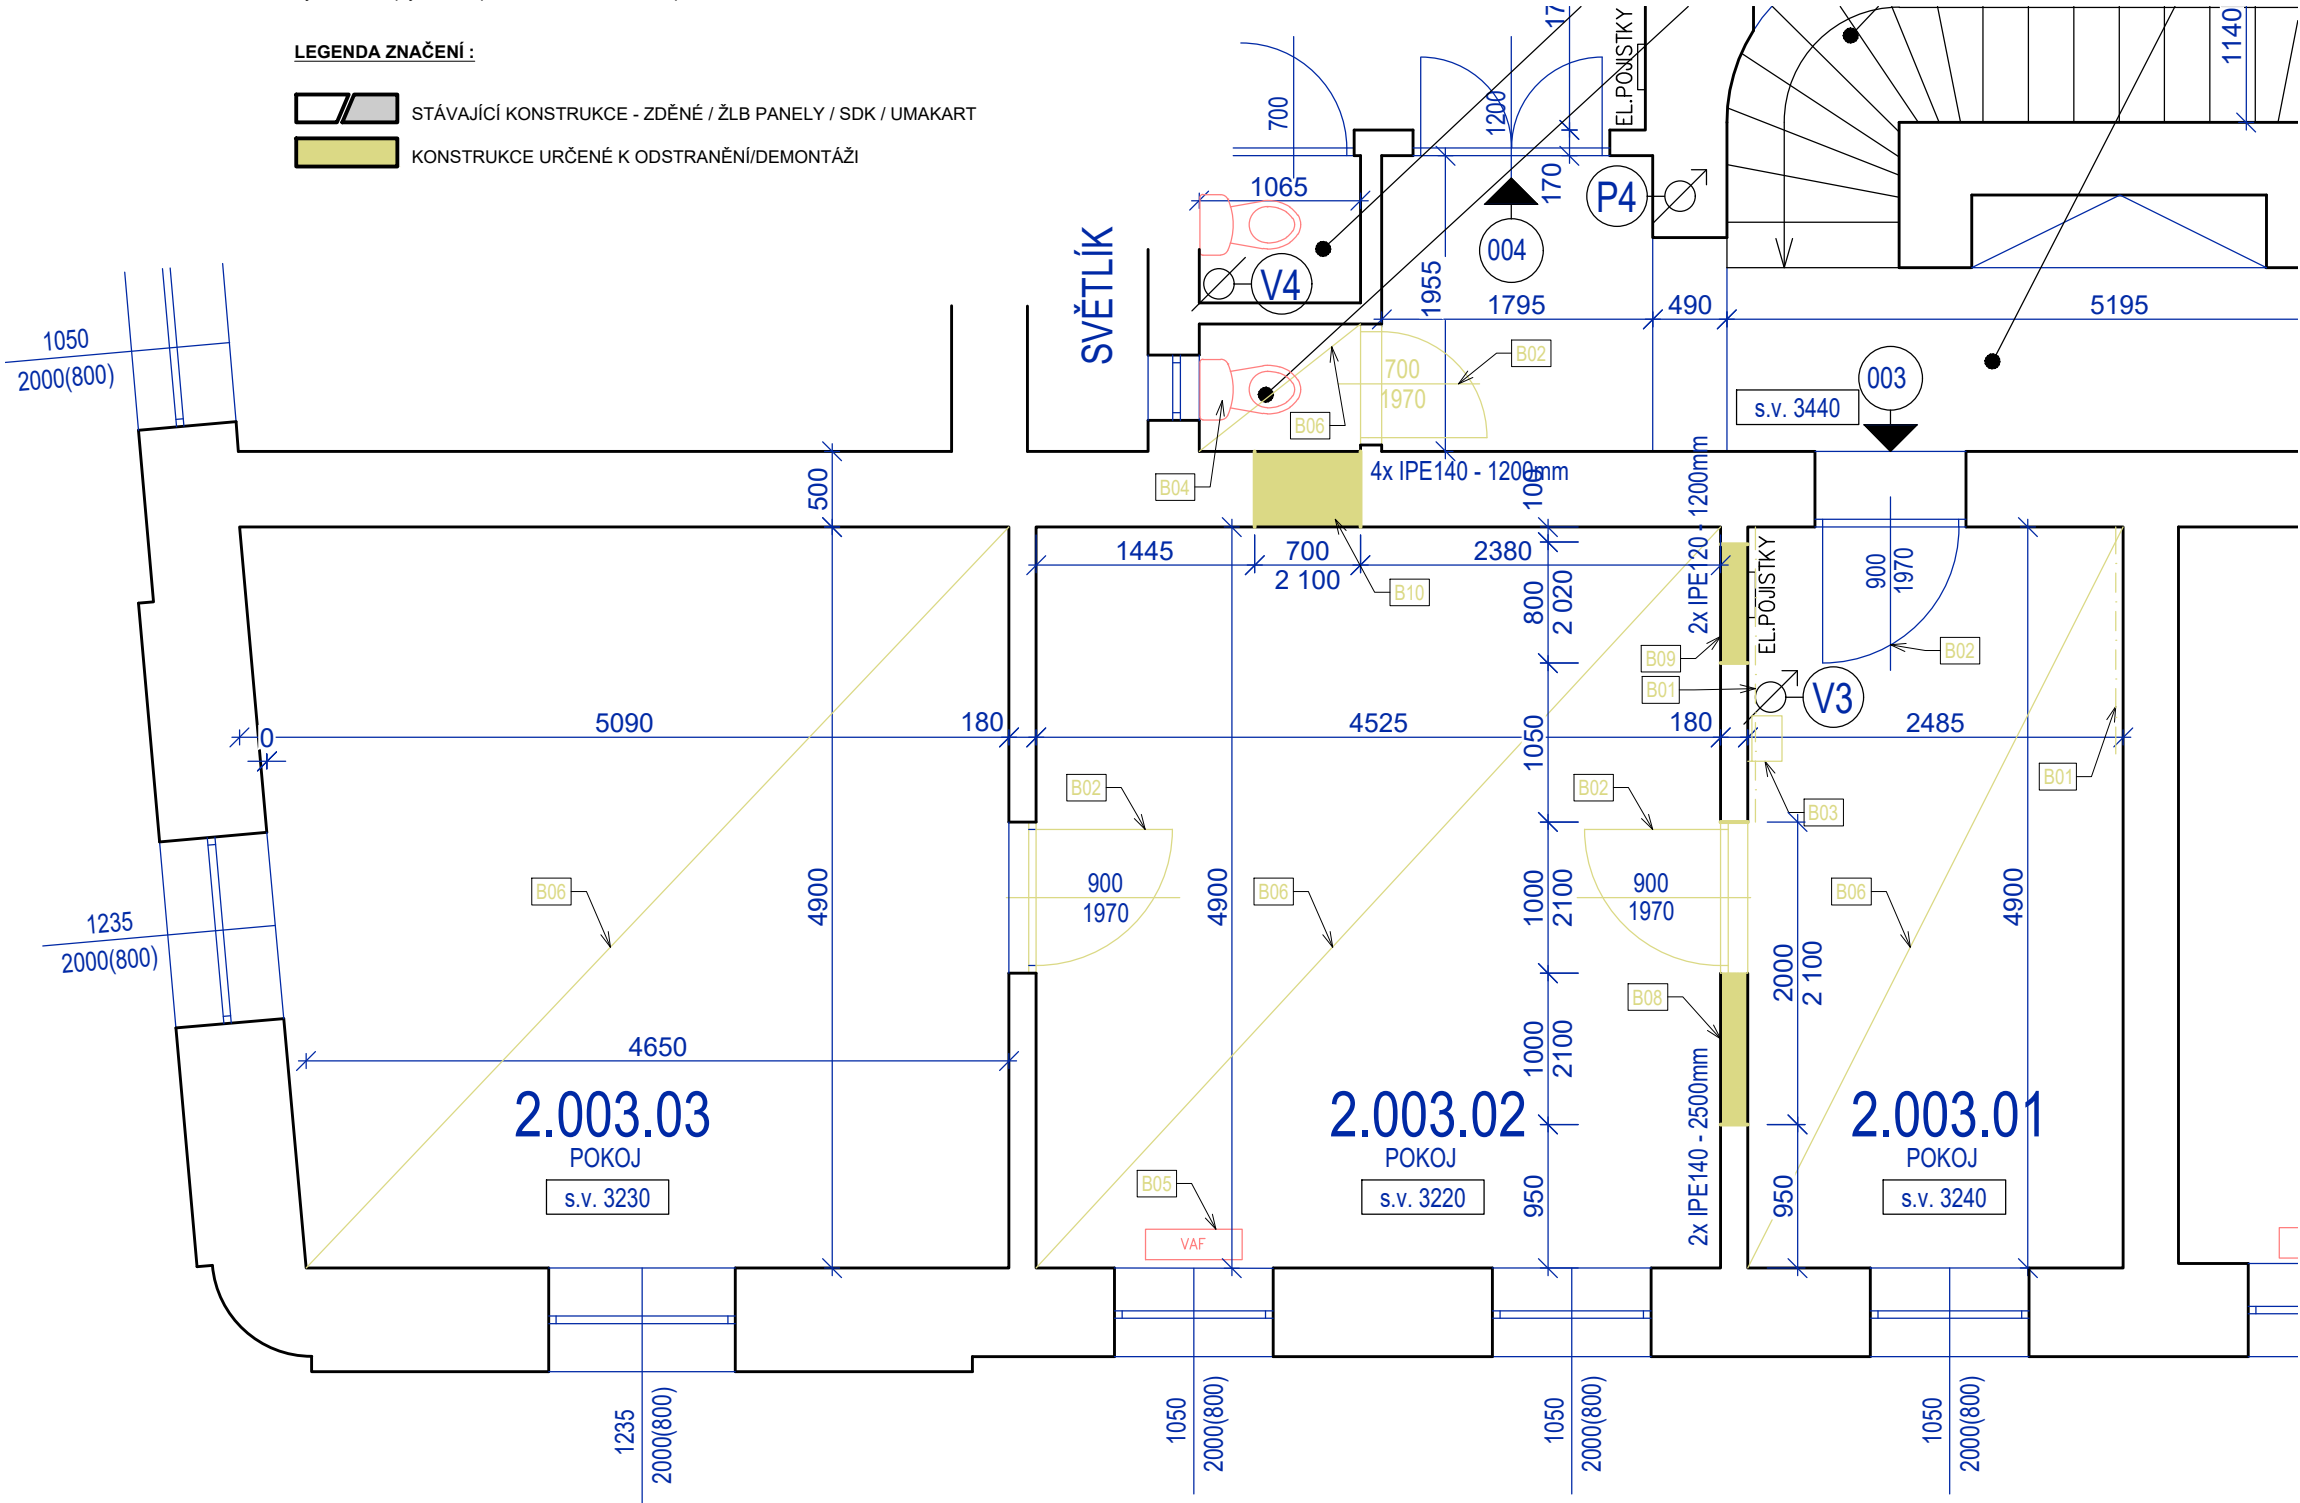 LEGENDA ZNAČENÍ :
STÁVAJÍCÍ KONSTRUKCE - ZDĚNÉ / ŽLB PANELY / SDK / UMAKART
KONSTRUKCE URČENÉ K ODSTRANĚNÍ/DEMONTÁŽI
700
1200
17
EL.POJISTKY
1140
1065
170
P4
004
SVĚTLÍK
V4
1955
1795
490
5195
1050
2000(800)
700
1970
B02
B06
003
s.v. 3440
B04
4x IPE140 - 1200mm
500
100
2x IPE120 - 1200mm
1445
700
2 100
2380
B10
800
2 020
EL.POJISTKY
900
1970
B02
B09
B01
V3
5090
180
4525
1050
180
2485
0
B02
B02
B03
B01
B06
4900
900
1970
4900
B06
1000
2100
900
1970
B06
4900
1235
2000(800)
2000
2 100
B08
4650
1000
2100
2x IPE140 - 2500mm
2.003.03
POKOJ
s.v. 3230
2.003.02
POKOJ
s.v. 3220
2.003.01
POKOJ
s.v. 3240
B05
VAF
950
950
1235
2000(800)
1050
2000(800)
1050
2000(800)
1050
2000(800)